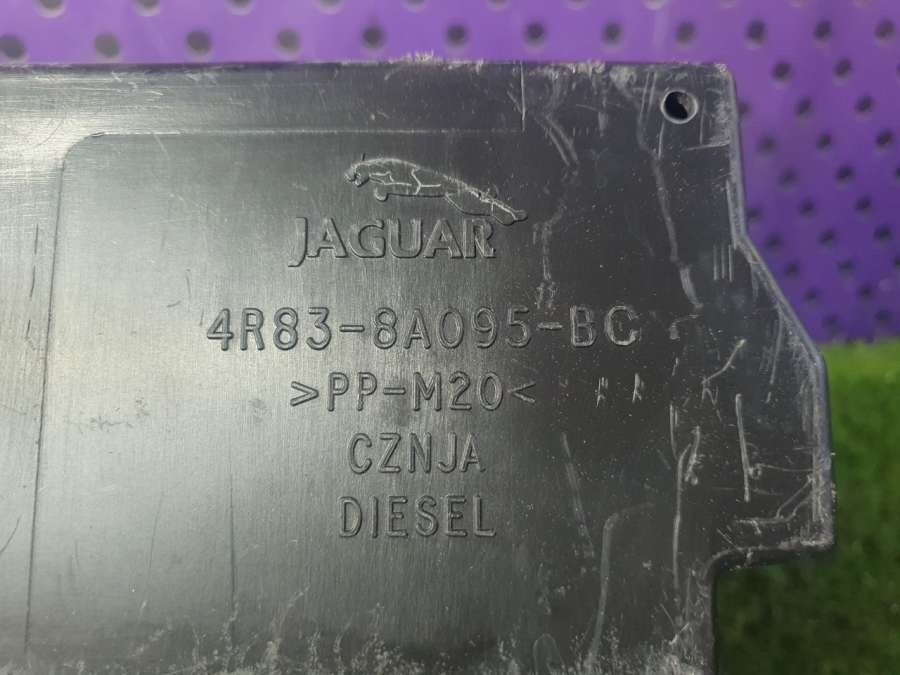 JAGUAR
4R83-8A095-BC
>PP-M20<
CZNJA
DIESEL